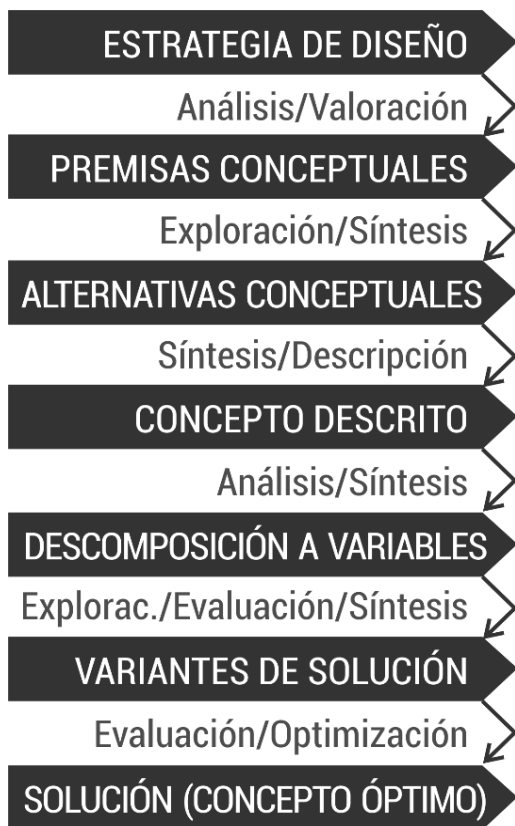 ESTRATEGIA DE DISEÑO
Análisis/Valoración
PREMISAS CONCEPTUALES
Exploración/Síntesis
ALTERNATIVAS CONCEPTUALES
Síntesis/Descripción
CONCEPTO DESCRITO
Análisis/Síntesis
DESCOMPOSICIÓN A VARIABLES
Explorac./Evaluación/Síntesis
VARIANTES DE SOLUCIÓN
Evaluación/Optimización
SOLUCIÓN (CONCEPTO ÓPTIMO)